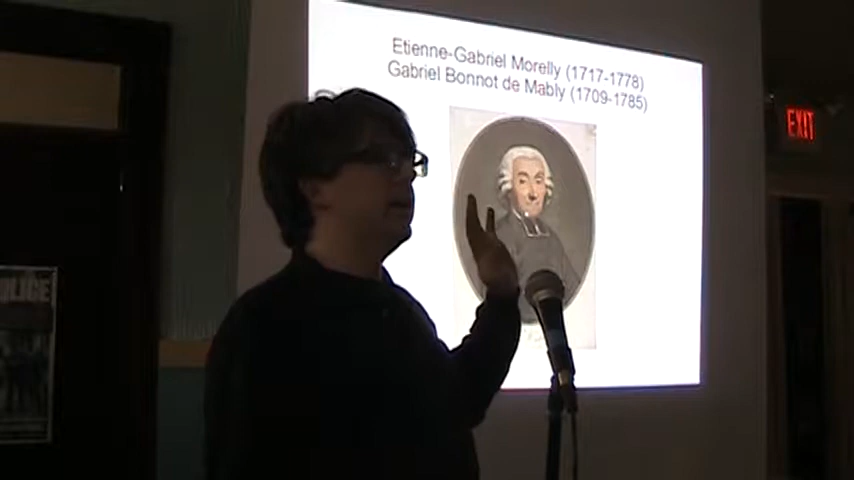 Etienne-Gabriel Morelly (1717-1778)
Gabriel Bonnot de Mably (1709-1785)
EXIT